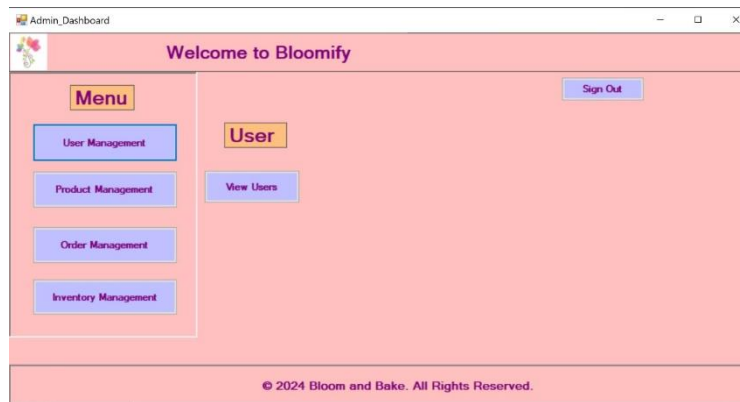 Admin_Dashboard
Welcome to Bloomify
Sign Out
Menu
User Management
Product Management
Order Management
Inventory Management
User
View Users
© 2024 Bloom and Bake. All Rights Reserved.